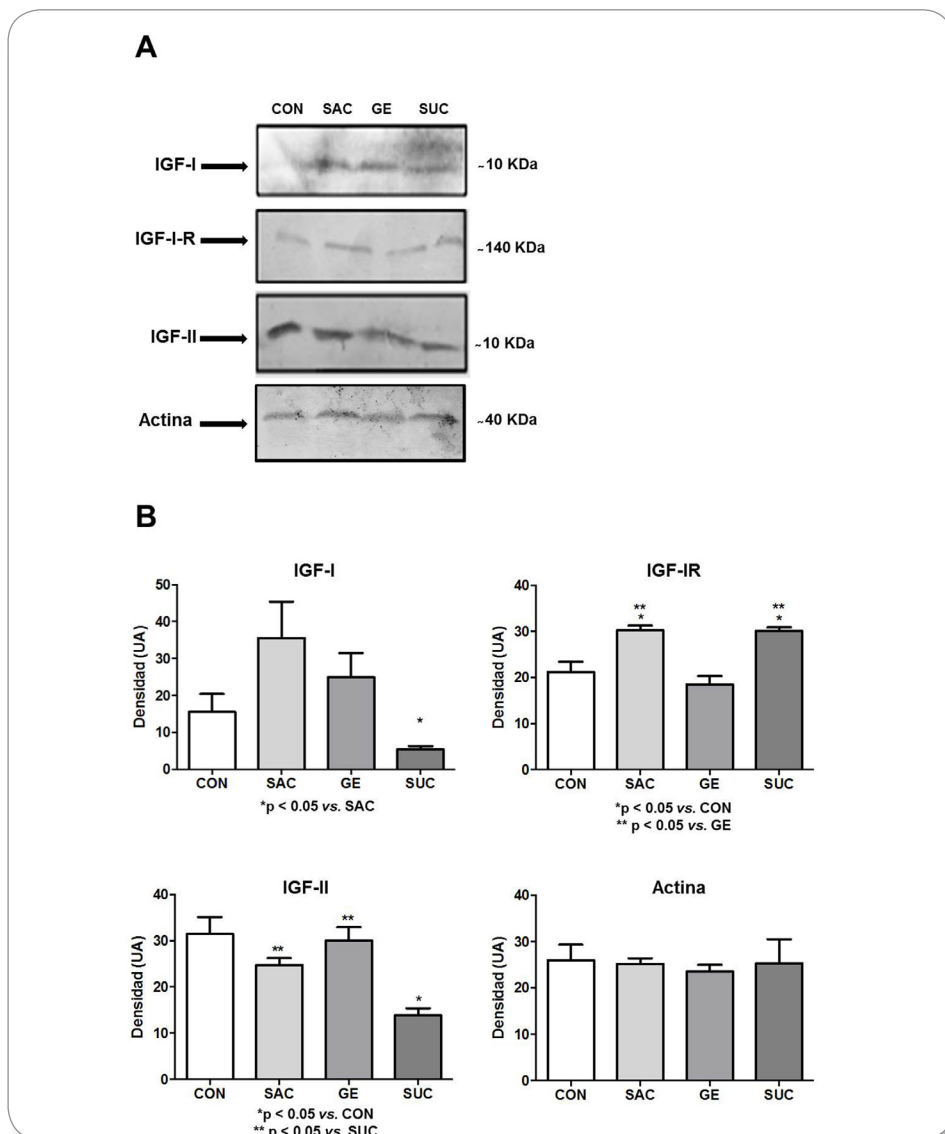 A
CON SAC GE SUC
IGF-I ~10 KDa
IGF-I-R ~140 KDa
IGF-II ~10 KDa
Actina ~40 KDa
B
IGF-I
Densidad (UA)
50
40
30
20
10
0
CON SAC GE SUC
*
*p < 0.05 vs. SAC
IGF-IR
Densidad (UA)
40
30
20
10
0
** **
* *
CON SAC GE SUC
*p < 0.05 vs. CON
** p < 0.05 vs. GE
IGF-II
Densidad (UA)
40
30
20
10
0
** ** *
CON SAC GE SUC
*p < 0.05 vs. CON
** p < 0.05 vs. SUC
Actina
Densidad (UA)
40
30
20
10
0
CON SAC GE SUC